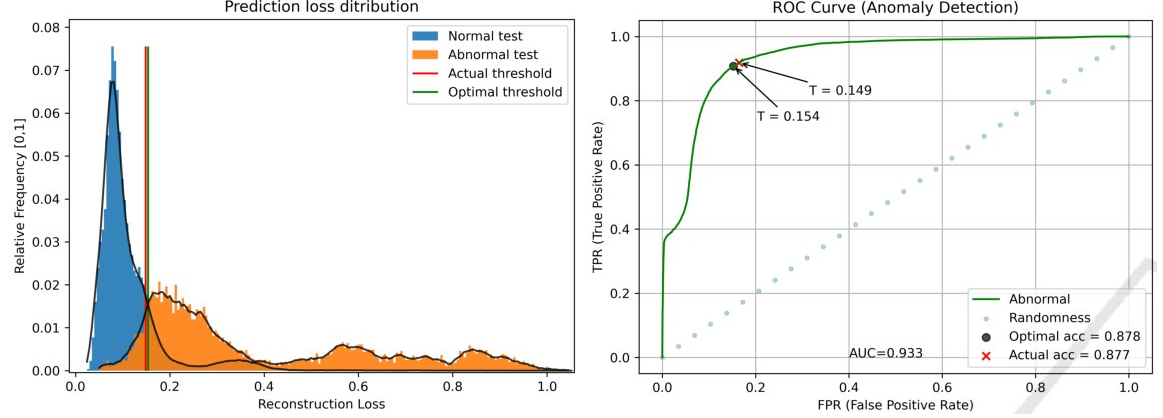 Prediction loss ditribution
0.08
0.07
0.06
0.05
0.04
0.03
0.02
0.01
0.00
Relative Frequency [0,1]
Normal test
Abnormal test
Actual threshold
Optimal threshold
0.0 0.2 0.4 0.6 0.8 1.0
Reconstruction Loss
ROC Curve (Anomaly Detection)
1.0
0.8
0.6
0.4
0.2
0.0
TPR (True Positive Rate)
T = 0.149
T = 0.154
Abnormal
Randomness
Optimal acc = 0.878
Actual acc = 0.877
AUC=0.933
0.0 0.2 0.4 0.6 0.8 1.0
FPR (False Positive Rate)